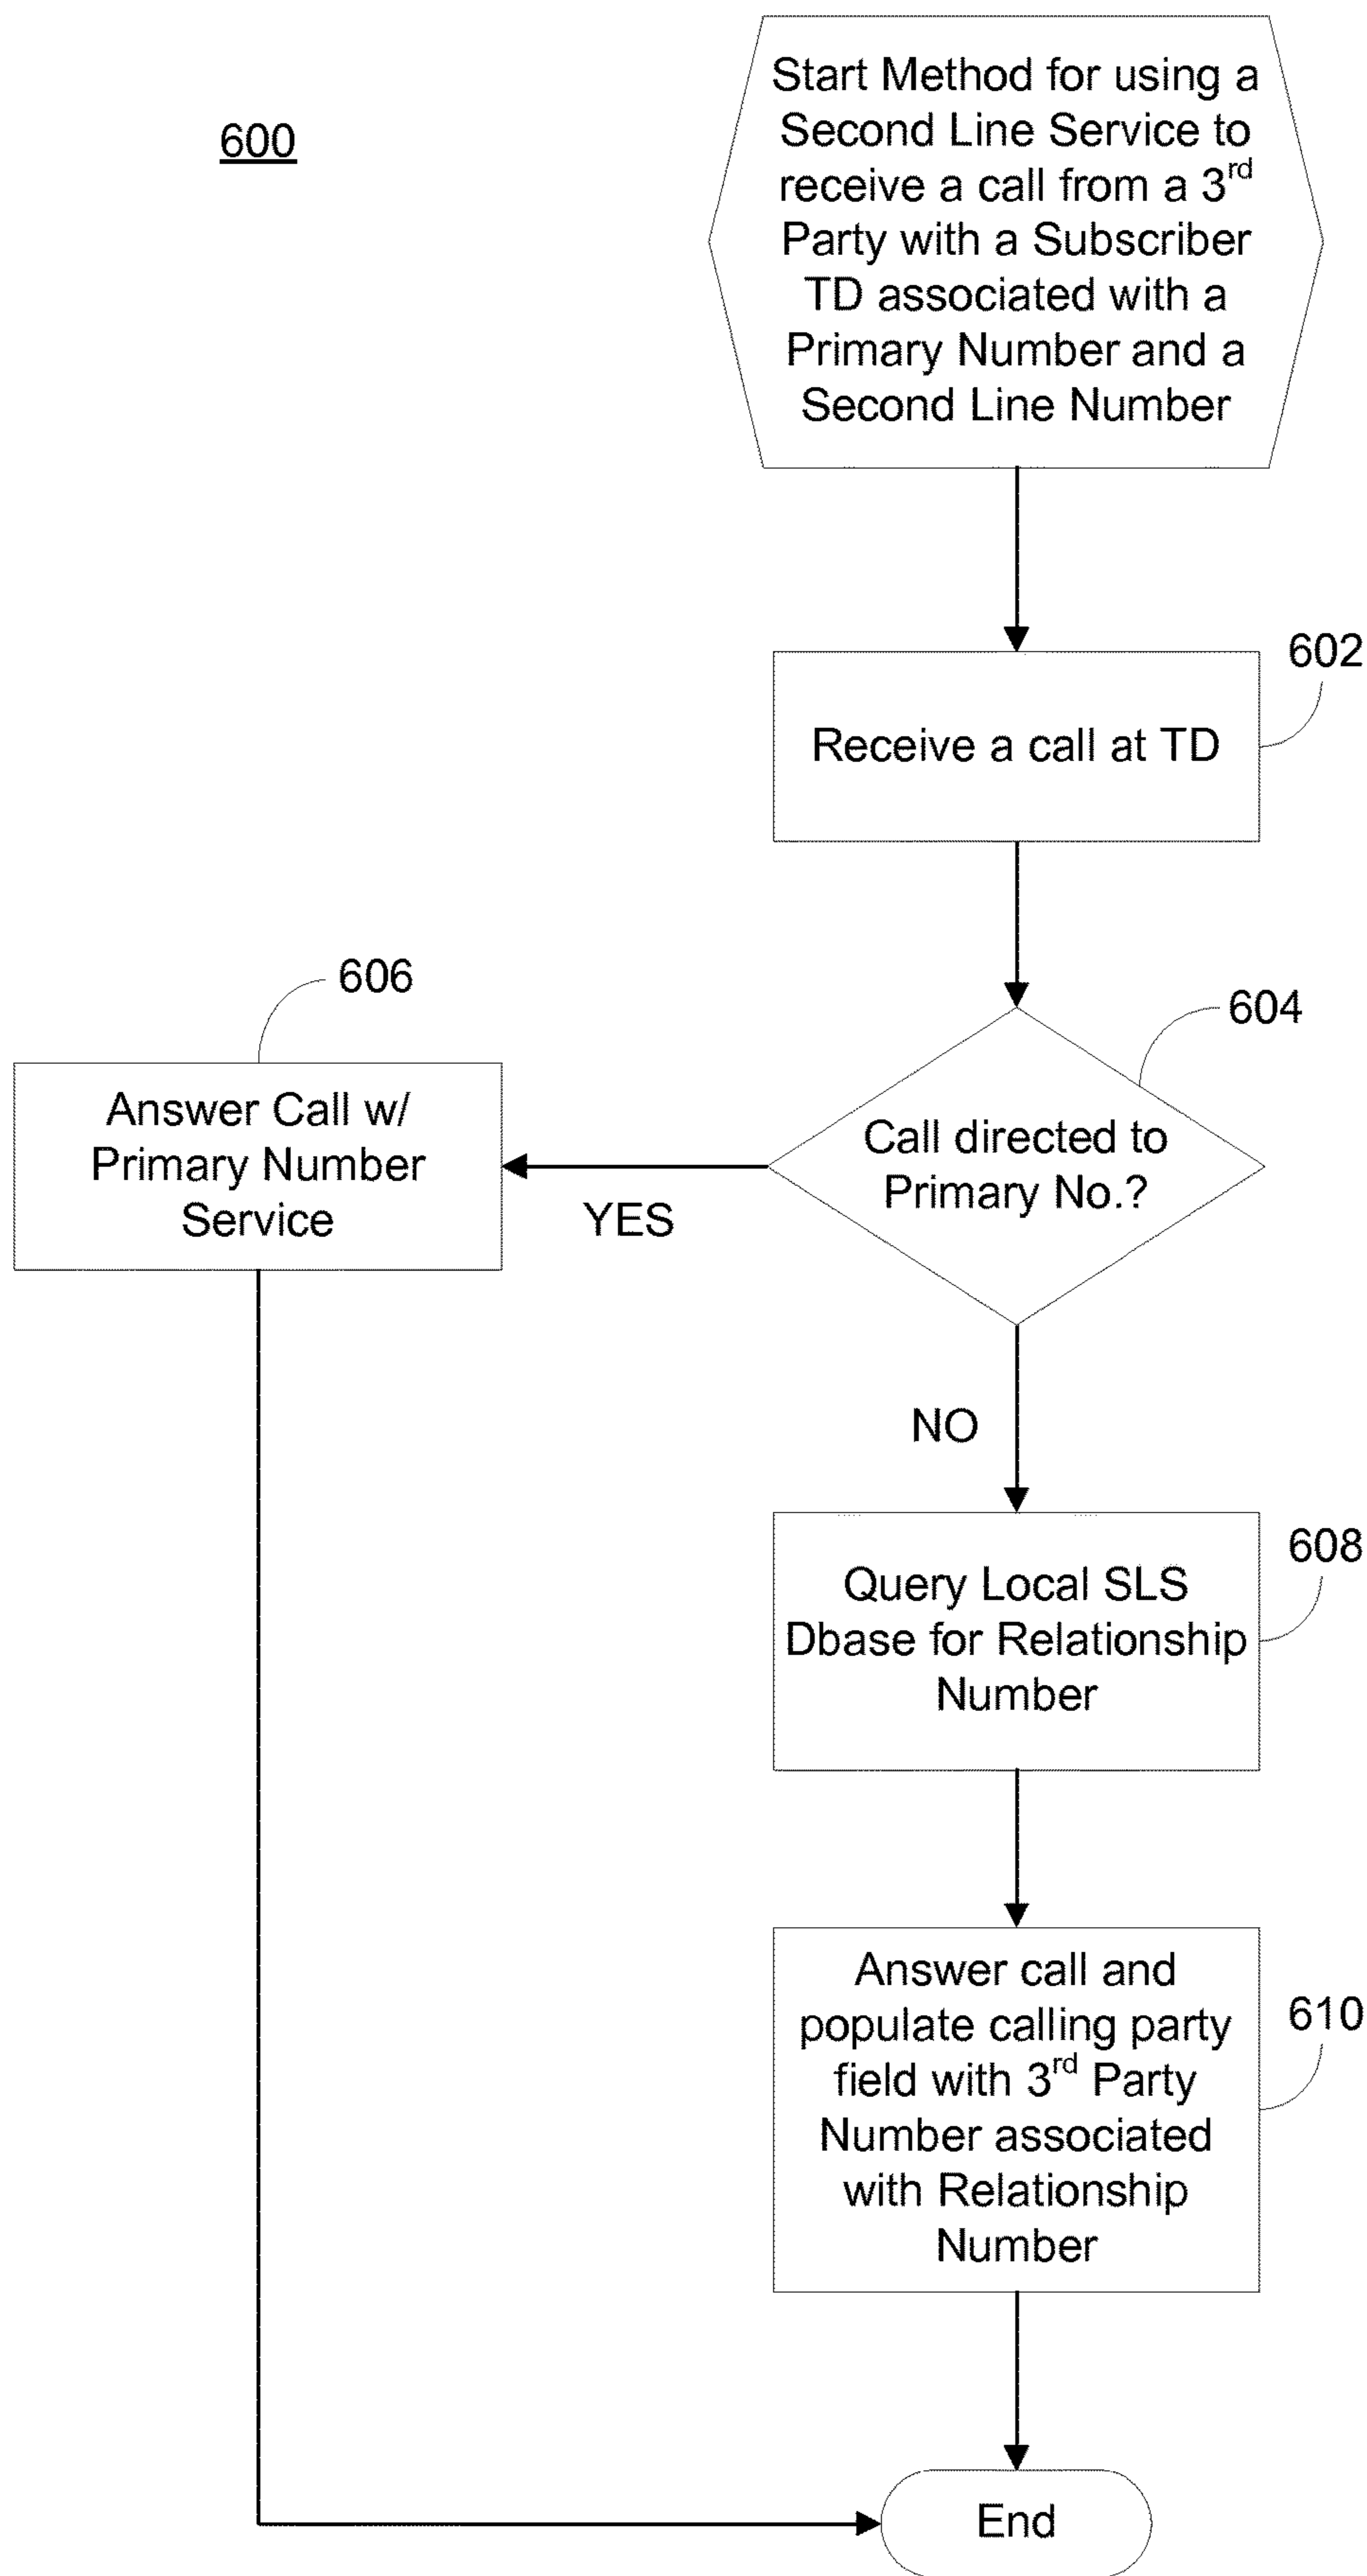 600
Start Method for using a
Second Line Service to
receive a call from a 3rd
Party with a Subscriber
TD associated with a
Primary Number and a
Second Line Number
602
Receive a call at TD
606
604
Answer Call w/
Primary Number
Service
Call directed to
Primary No.?
YES
NO
608
Query Local SLS
Dbase for Relationship
Number
Answer call and
populate calling party
field with 3rd Party
Number associated
with Relationship
Number
610
End